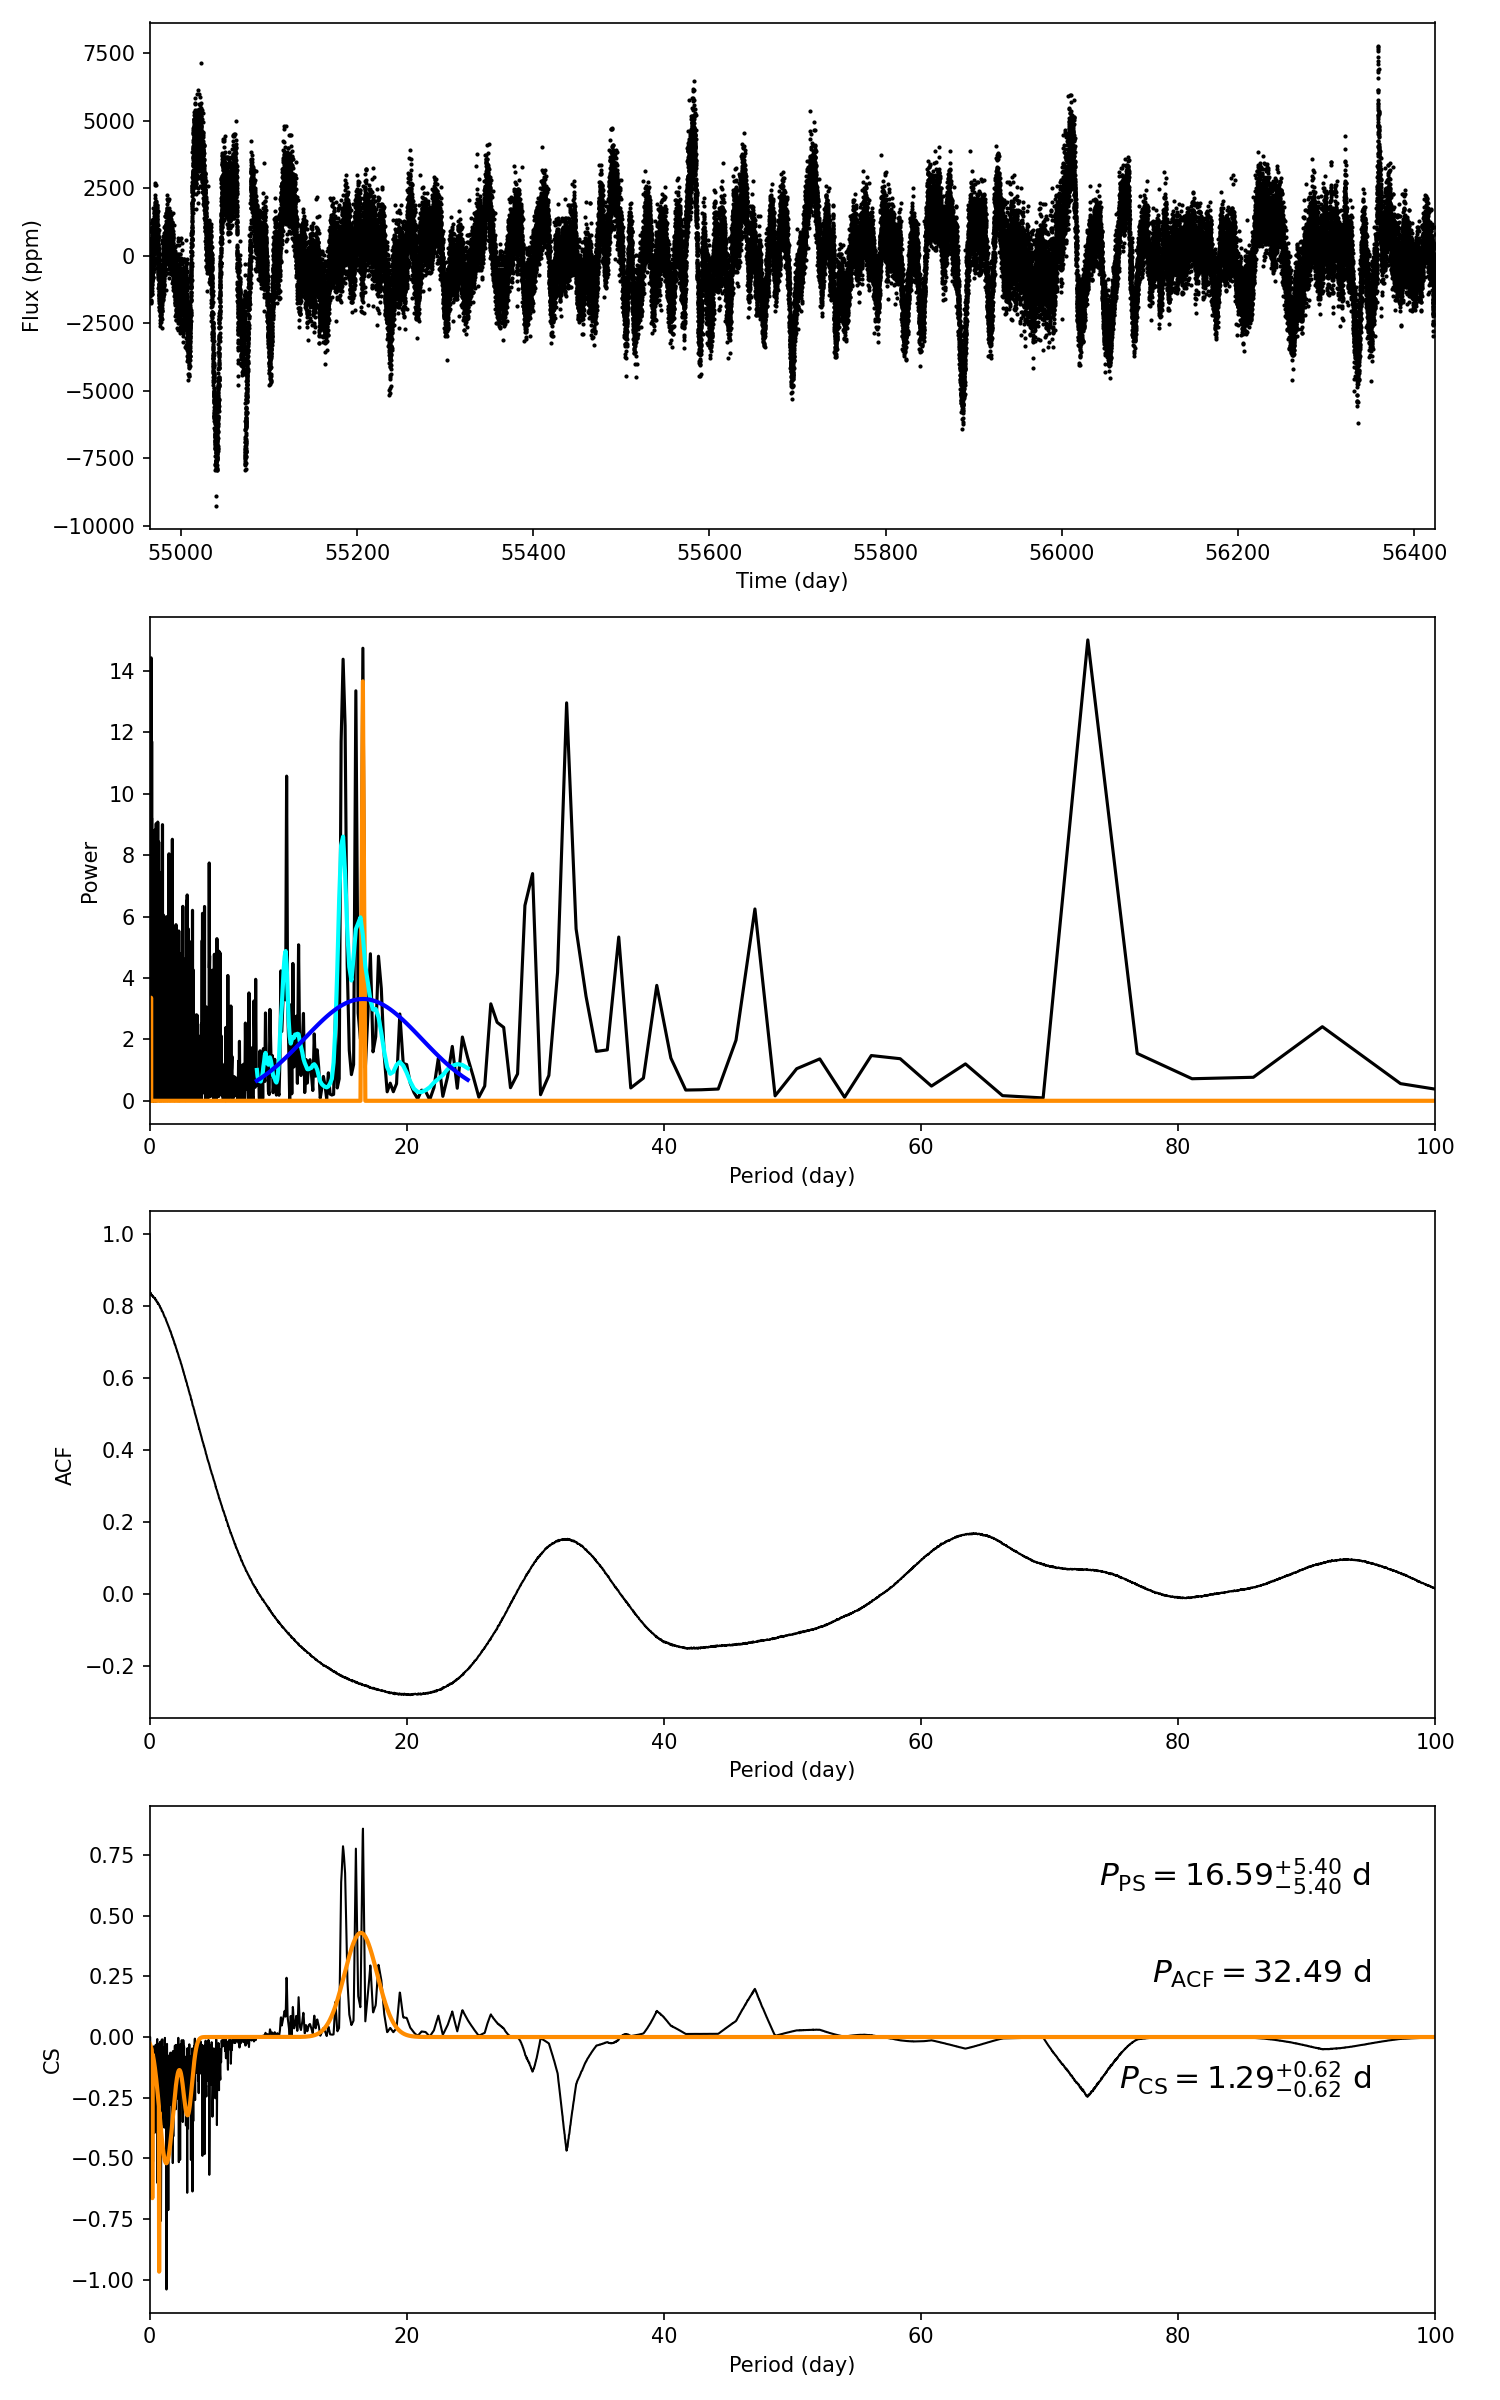 7500
5000
2500
0
−2500
−5000
−7500
−10000
Flux (ppm)
55000 55200 55400 55600 55800 56000 56200 56400
Time (day)
14
12
10
8
6
4
2
0
Power
0 20 40 60 80 100
Period (day)
1.0
0.8
0.6
0.4
0.2
0.0
−0.2
ACF
0 20 40 60 80 100
Period (day)
0.75
0.50
0.25
0.00
−0.25
−0.50
−0.75
−1.00
CS
P_PS = 16.59^{+5.40}_{−5.40} d
P_ACF = 32.49 d
P_CS = 1.29^{+0.62}_{−0.62} d
0 20 40 60 80 100
Period (day)